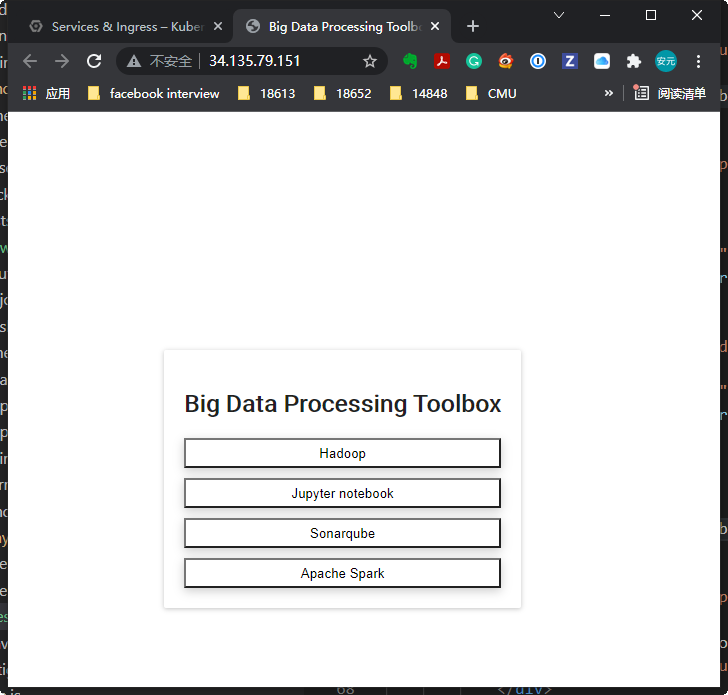 Services & Ingress – Kuber
Big Data Processing Toolb
不安全
34.135.79.151
安元
应用
facebook interview
18613
18652
14848
CMU
»
阅读清单
Big Data Processing Toolbox
Hadoop
Jupyter notebook
Sonarqube
Apache Spark
68
</div>